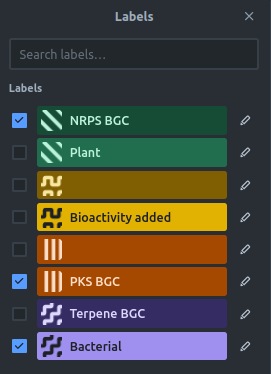 Labels
Search labels...
Labels
NRPS BGC
Plant
Bioactivity added
PKS BGC
Terpene BGC
Bacterial